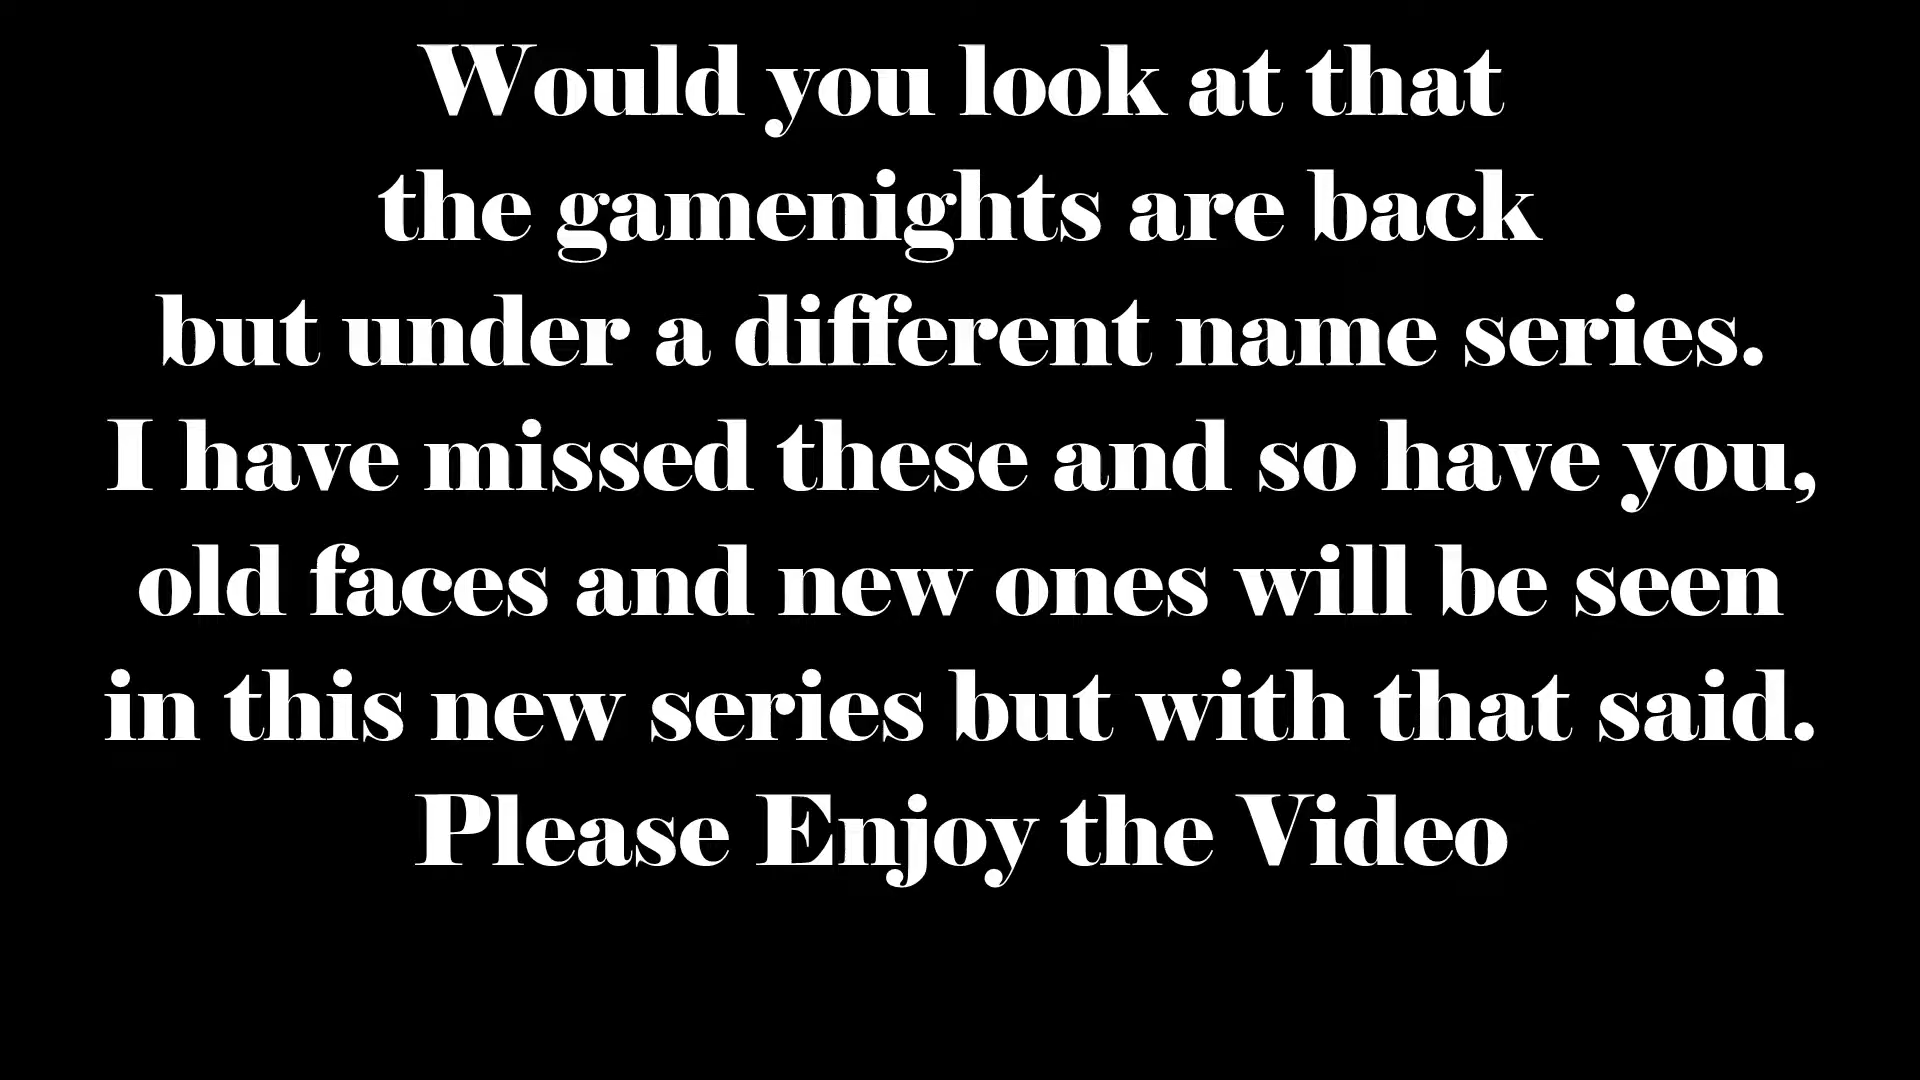 Would you look at that
the gamenights are back
but under a different name series.
I have missed these and so have you,
old faces and new ones will be seen
in this new series but with that said.
Please Enjoy the Video